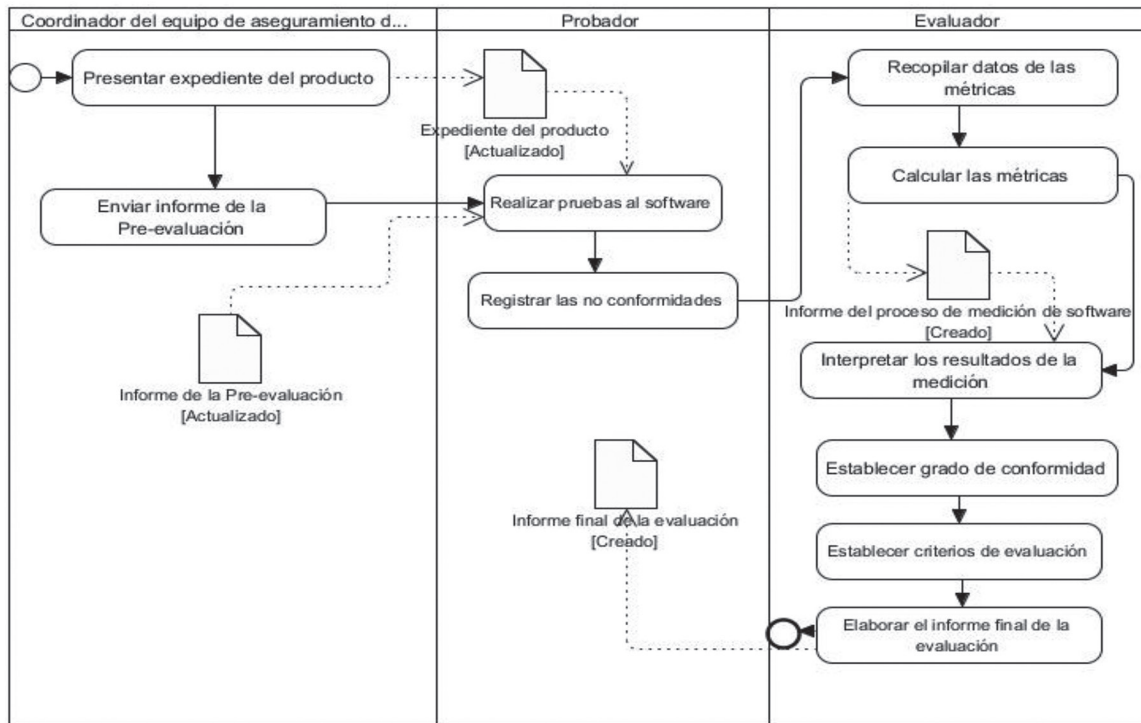 Coordinador del equipo de aseguramiento d...
Probador
Evaluador
Presentar expediente del producto
Expediente del producto
[Actualizado]
Enviar informe de la
Pre-evaluación
Realizar pruebas al software
Registrar las no conformidades
Informe de la Pre-evaluación
[Actualizado]
Recopilar datos de las
métricas
Calcular las métricas
Informe del proceso de medición de software
[Creado]
Interpretar los resultados de la
medición
Establecer grado de conformidad
Establecer criterios de evaluación
Elaborar el informe final de la
evaluación
Informe final de la evaluación
[Creado]